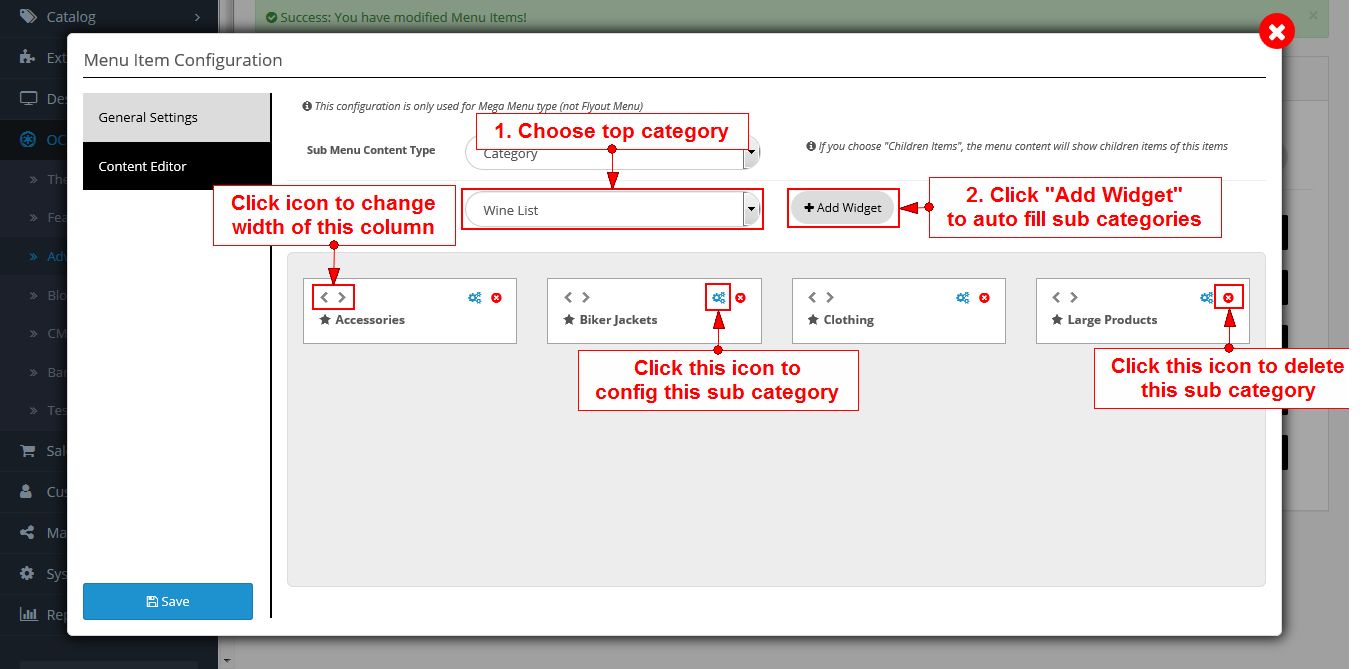 Catalog
Success: You have modified Menu Items!
Ext
Menu Item Configuration
Des
General Settings
This configuration is only used for Mega Menu type (not Flyout Menu)
1. Choose top category
OC
Sub Menu Content Type
Category
If you choose "Children Items", the menu content will show children items of this items
Content Editor
The
Click icon to change
width of this column
Wine List
Add Widget
2. Click "Add Widget"
to auto fill sub categories
Fea
Adv
Blo
Accessories
Biker Jackets
Clothing
Large Products
CM
Click this icon to
config this sub category
Click this icon to delete
this sub category
Ban
Tes
Sal
Cus
Ma
Sys
Rep
Save